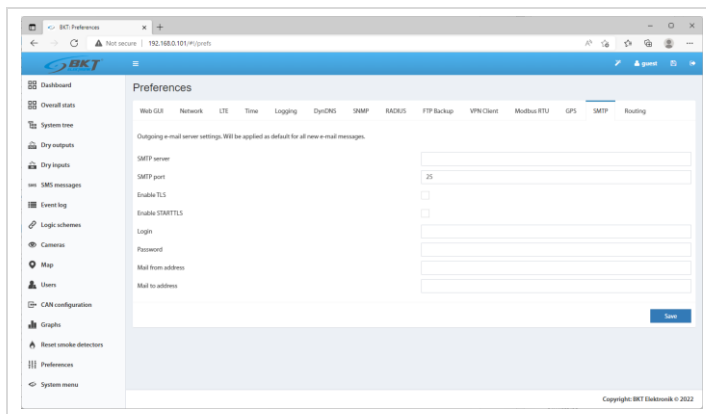 BKT: Preferences
Not secure | 192.168.0.101/#!/prefs
BKT
guest
Dashboard
Overall stats
System tree
Dry outputs
Dry inputs
SMS SMS messages
Event log
Logic schemes
Cameras
Map
Users
CAN configuration
Graphs
Reset smoke detectors
Preferences
System menu
Preferences
Web GUI Network LTE Time Logging DynDNS SNMP RADIUS FTP Backup VPN Client Modbus RTU GPS SMTP Routing
Outgoing e-mail server settings. Will be applied as default for all new e-mail messages.
SMTP server
SMTP port 25
Enable TLS
Enable STARTTLS
Login
Password
Mail from address
Mail to address
Save
Copyright: BKT Elektronik © 2022